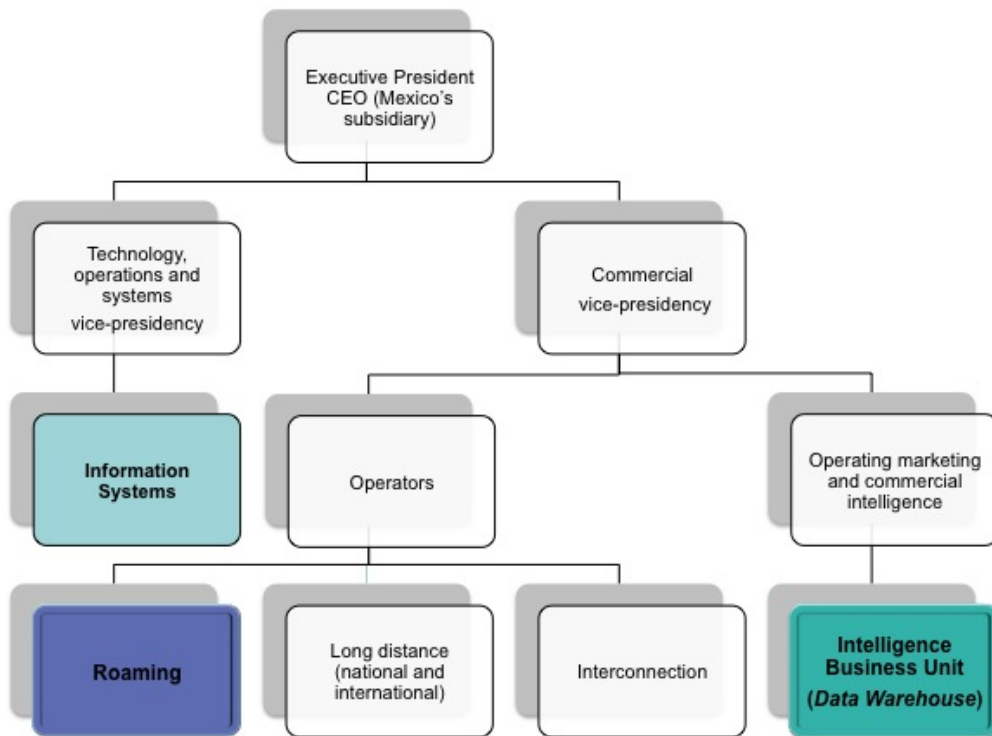 Executive President
CEO (Mexico's
subsidiary)
Technology,
operations and
systems
vice-presidency
Commercial
vice-presidency
Information
Systems
Operators
Operating marketing
and commercial
intelligence
Roaming
Long distance
(national and
international)
Interconnection
Intelligence
Business Unit
(Data Warehouse)